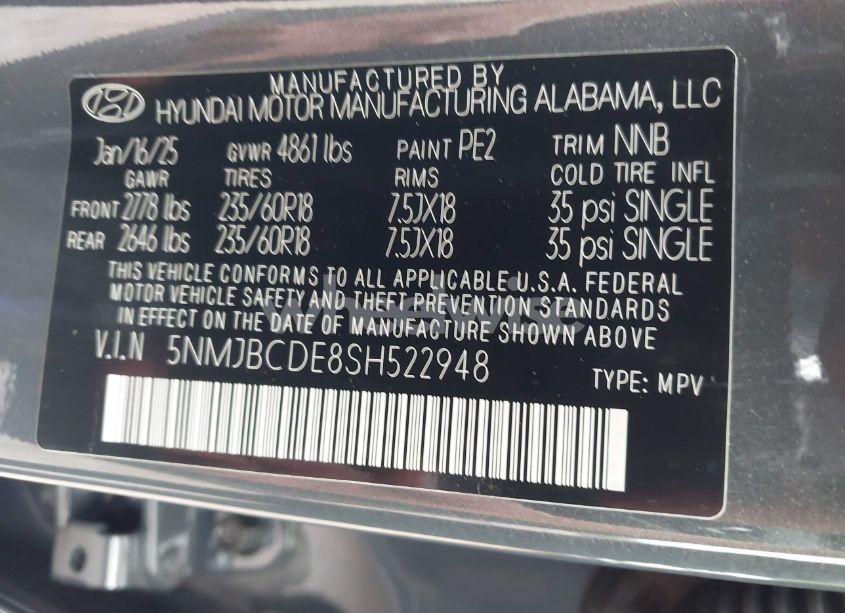 MANUFACTURED BY
HYUNDAI MOTOR MANUFACTURING ALABAMA, LLC
Jan/16/25 GVWR 4861 lbs PAINT PE2 TRIM NNB
GAWR TIRES RIMS COLD TIRE INFL
FRONT 2778 lbs 235/60R18 7.5JX18 35 psi SINGLE
REAR 2646 lbs 235/60R18 7.5JX18 35 psi SINGLE
THIS VEHICLE CONFORMS TO ALL APPLICABLE U.S.A. FEDERAL
MOTOR VEHICLE SAFETY AND THEFT PREVENTION STANDARDS
IN EFFECT ON THE DATE OF MANUFACTURE SHOWN ABOVE
V.I.N 5NMJBCDE8SH522948
TYPE: MPV